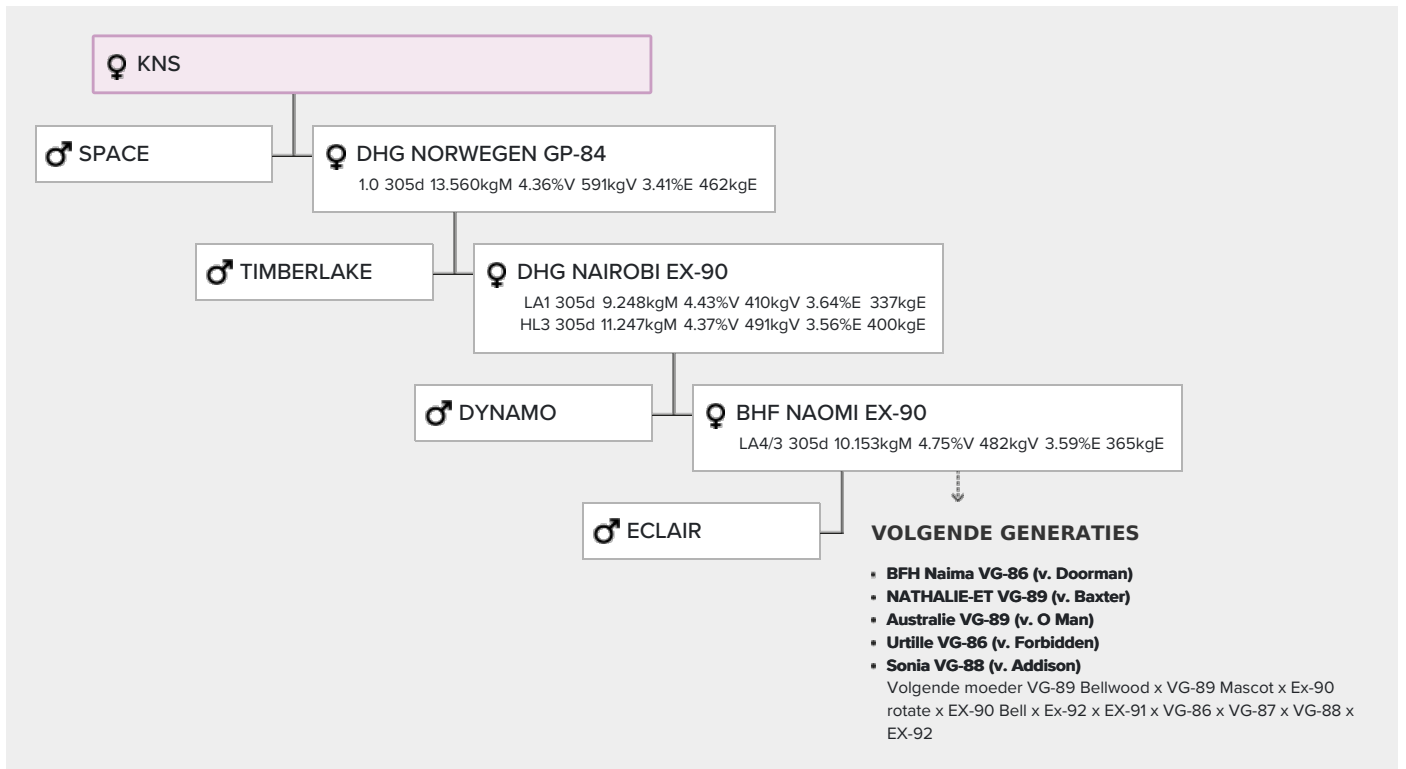 KNS
SPACE
DHG NORWEGEN GP-84
1.0 305d 13.560kgM 4.36%V 591kgV 3.41%E 462kgE
TIMBERLAKE
DHG NAIROBI EX-90
LA1 305d 9.248kgM 4.43%V 410kgV 3.64%E 337kgE
HL3 305d 11.247kgM 4.37%V 491kgV 3.56%E 400kgE
DYNAMO
BHF NAOMI EX-90
LA4/3 305d 10.153kgM 4.75%V 482kgV 3.59%E 365kgE
ECLAIR
VOLGENDE GENERATIES
BFH Naima VG-86 (v. Doorman)
NATHALIE-ET VG-89 (v. Baxter)
Australie VG-89 (v. O Man)
Urtille VG-86 (v. Forbidden)
Sonia VG-88 (v. Addison)
Volgende moeder VG-89 Bellwood x VG-89 Mascot x Ex-90
rotate x EX-90 Bell x Ex-92 x EX-91 x VG-86 x VG-87 x VG-88 x
EX-92